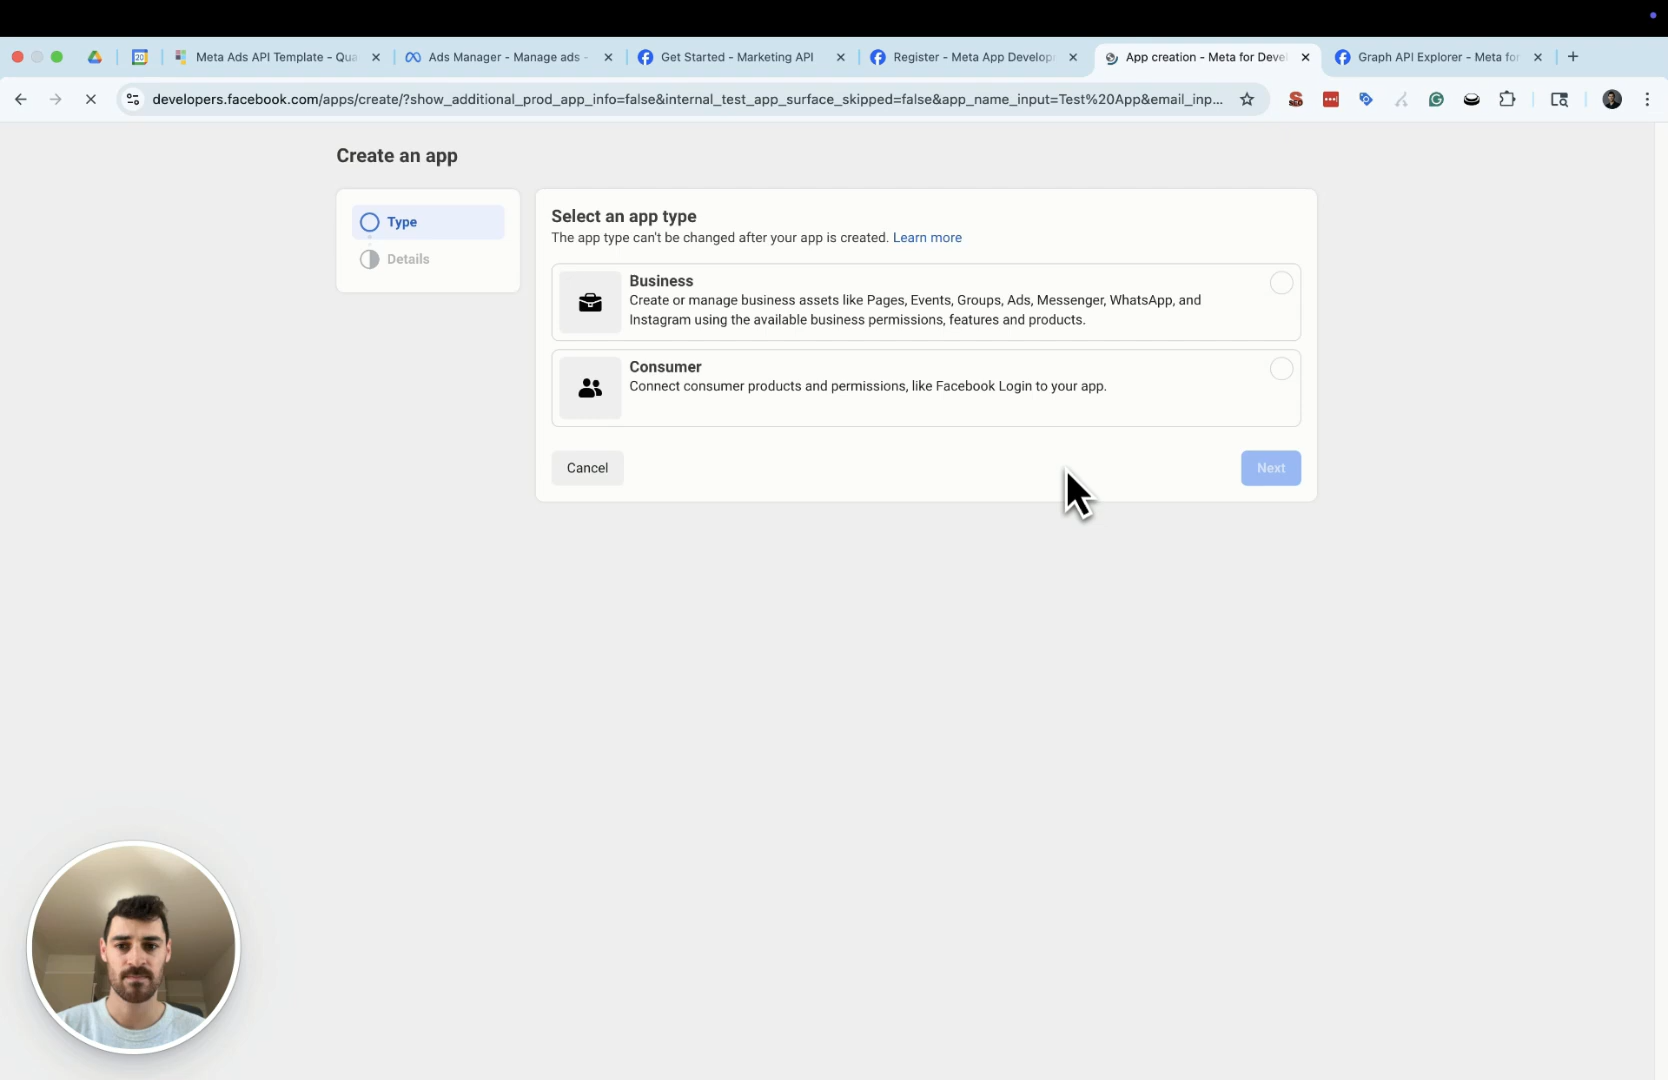 Meta Ads API Template - Qua
Ads Manager - Manage ads -
Get Started - Marketing API
Register - Meta App Develop
App creation - Meta for Deve
Graph API Explorer - Meta for
developers.facebook.com/apps/create/?show_additional_prod_app_info=false&internal_test_app_surface_skipped=false&app_name_input=Test%20App&email_inp...
Create an app
Type
Details
Select an app type
The app type can't be changed after your app is created. Learn more
Business
Create or manage business assets like Pages, Events, Groups, Ads, Messenger, WhatsApp, and
Instagram using the available business permissions, features and products.
Consumer
Connect consumer products and permissions, like Facebook Login to your app.
Cancel
Next